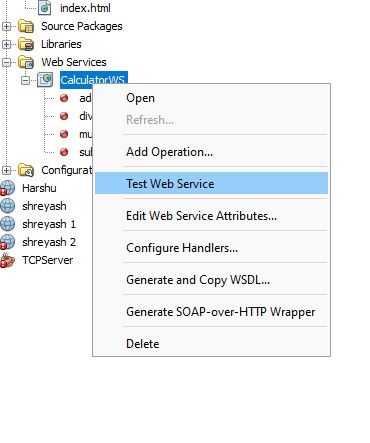 index.html
Source Packages
Libraries
Web Services
CalculatorWS
ad
div
mu
sul
Configurat
Harshu
shreyash
shreyash 1
shreyash 2
TCPServer
Open
Refresh...
Add Operation...
Test Web Service
Edit Web Service Attributes...
Configure Handlers...
Generate and Copy WSDL...
Generate SOAP-over-HTTP Wrapper
Delete